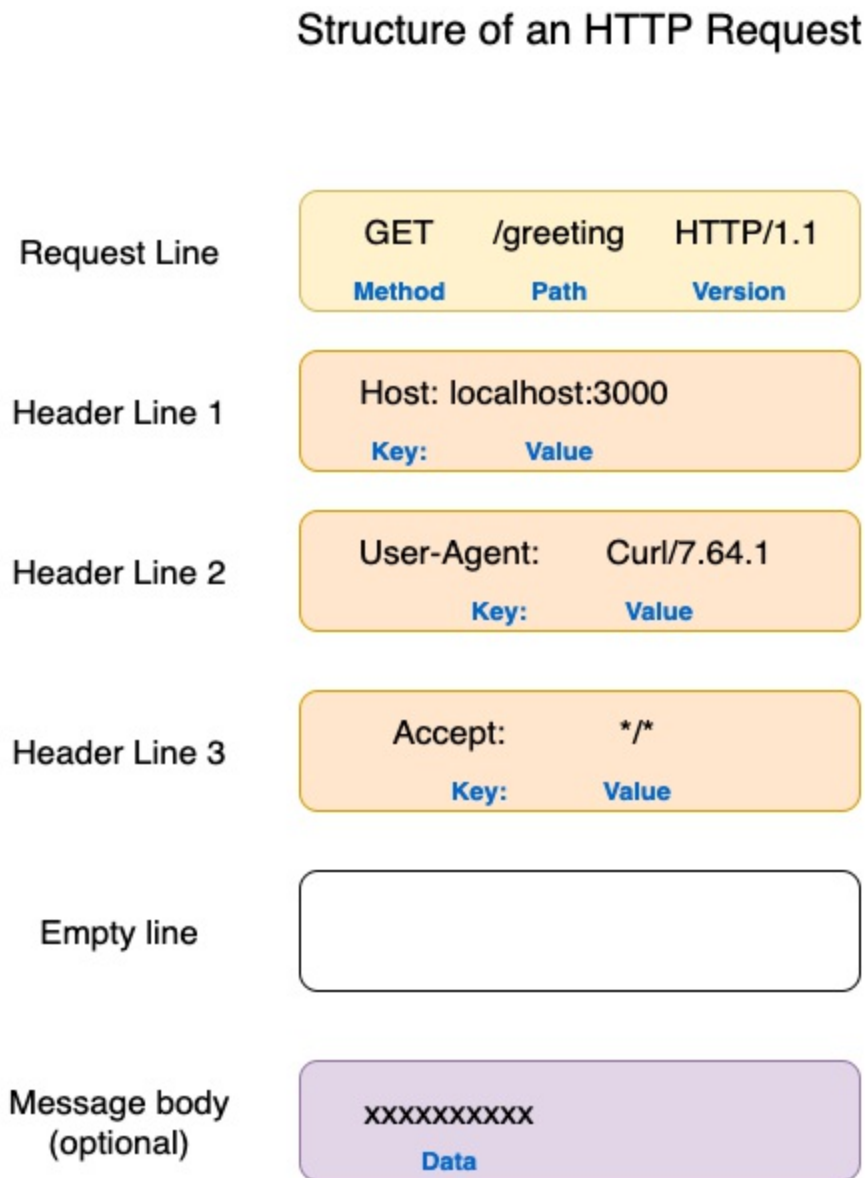 Structure of an HTTP Request
Request Line
GET /greeting HTTP/1.1
Method Path Version
Header Line 1
Host: localhost:3000
Key: Value
Header Line 2
User-Agent: Curl/7.64.1
Key: Value
Header Line 3
Accept: */*
Key: Value
Empty line
Message body
(optional)
xxxxxxxxxx
Data